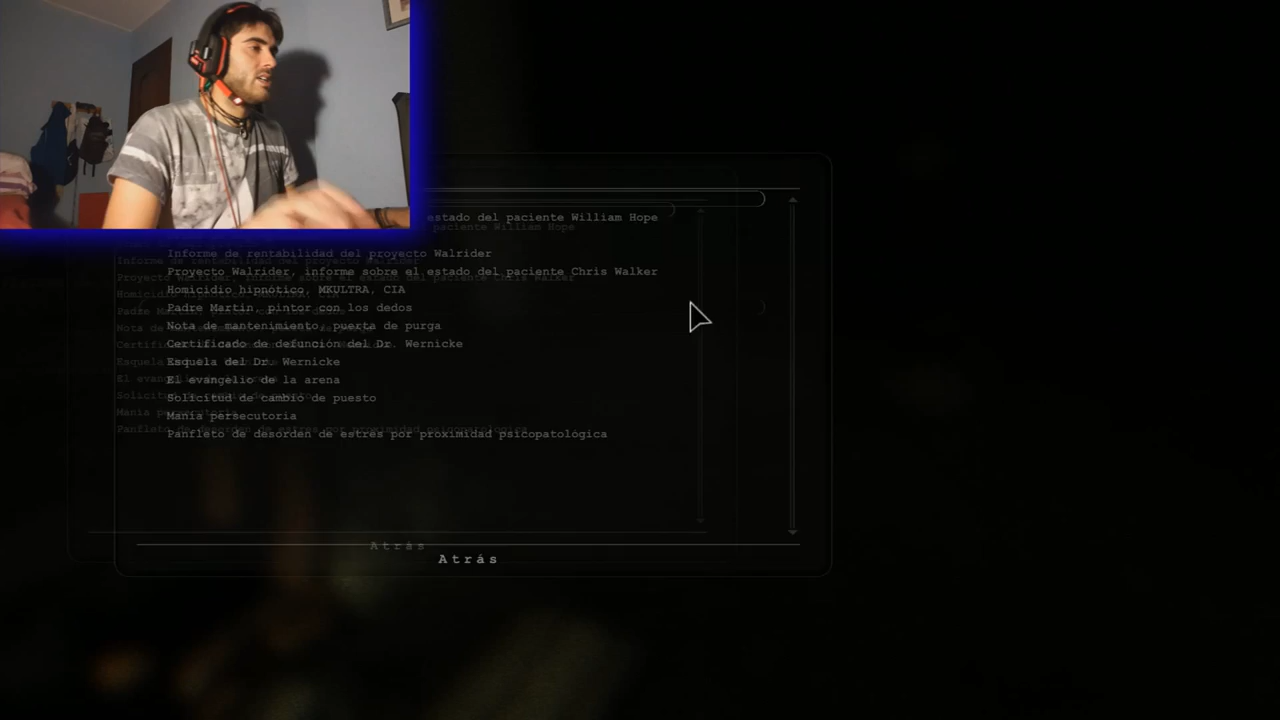 estado del paciente William Hope
Informe de rentabilidad del proyecto Walrider
Proyecto Walrider, informe sobre el estado del paciente Chris Walker
Homicidio hipnótico, MKULTRA, CIA
Padre Martin, pintor con los dedos
Nota de mantenimiento, puerta de purga
Certificado de defunción del Dr. Wernicke
Esquela del Dr. Wernicke
El evangelio de la arena
Solicitud de cambio de puesto
Manía persecutoria
Panfleto de desorden de estres por proximidad psicopatológica
Atrás
Atrás